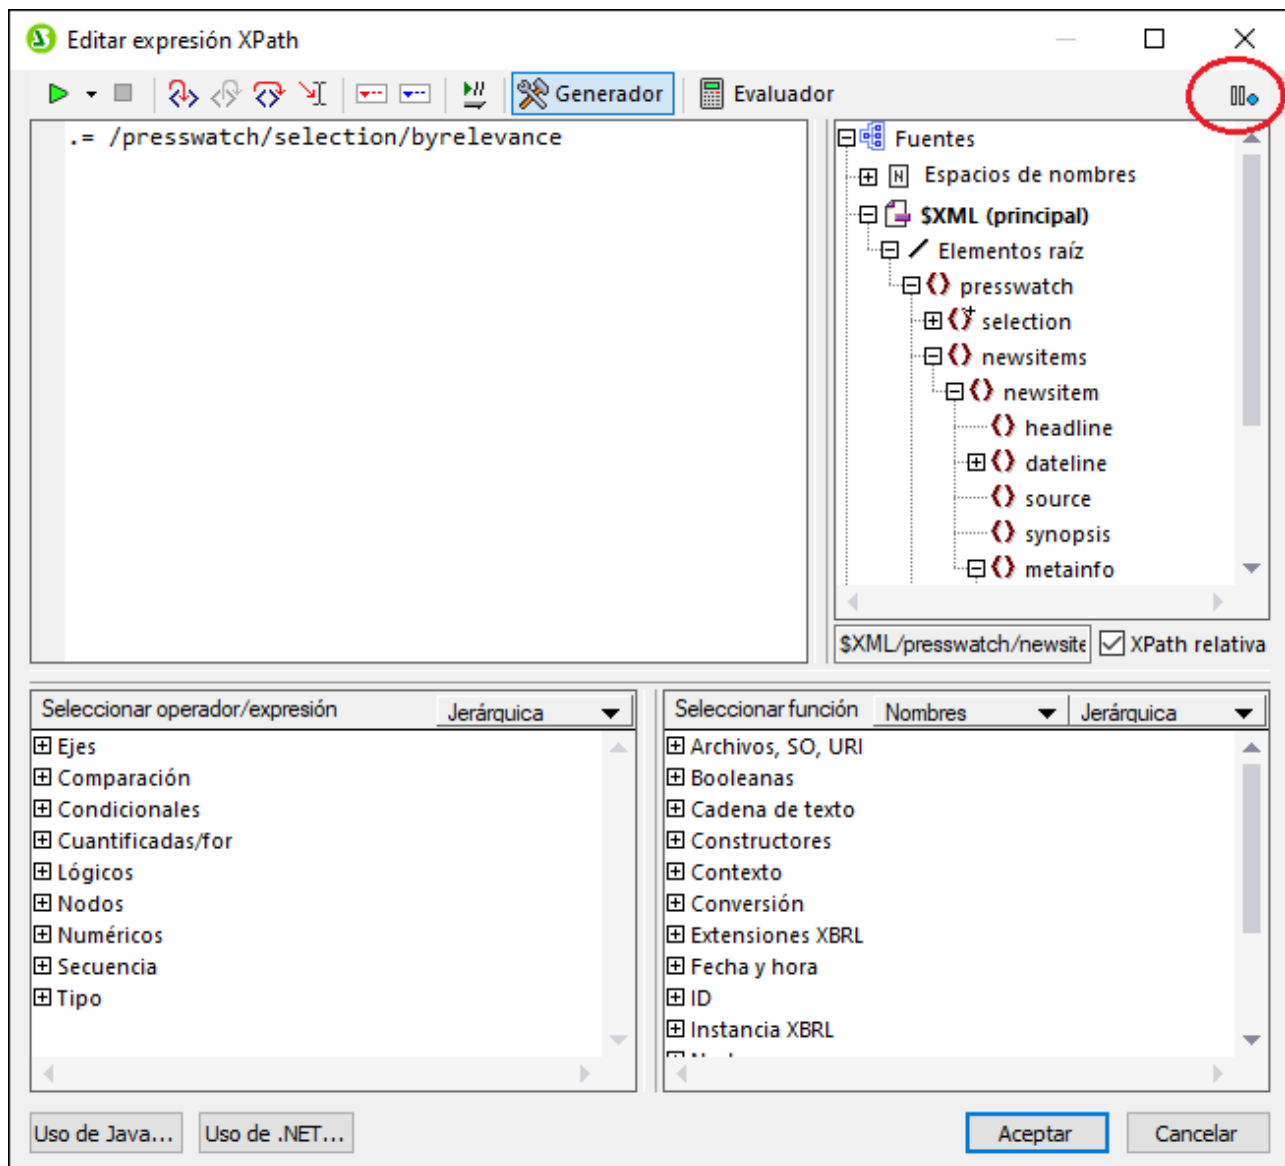 Editar expresión XPath
Generador
Evaluador
.= /presswatch/selection/byrelevance
Fuentes
Espacios de nombres
$XML (principal)
Elementos raíz
presswatch
selection
newsitems
newsitem
headline
dateline
source
synopsis
metainfo
$XML/presswatch/newsite
XPath relativa
Seleccionar operador/expresión Jerárquica
Ejes
Comparación
Condicionales
Cuantificadas/for
Lógicos
Nodos
Numéricos
Secuencia
Tipo
Seleccionar función Nombres Jerárquica
Archivos, SO, URI
Booleanas
Cadena de texto
Constructores
Contexto
Conversión
Extensiones XBRL
Fecha y hora
ID
Instancia XBRL
Uso de Java... Uso de .NET... Aceptar Cancelar